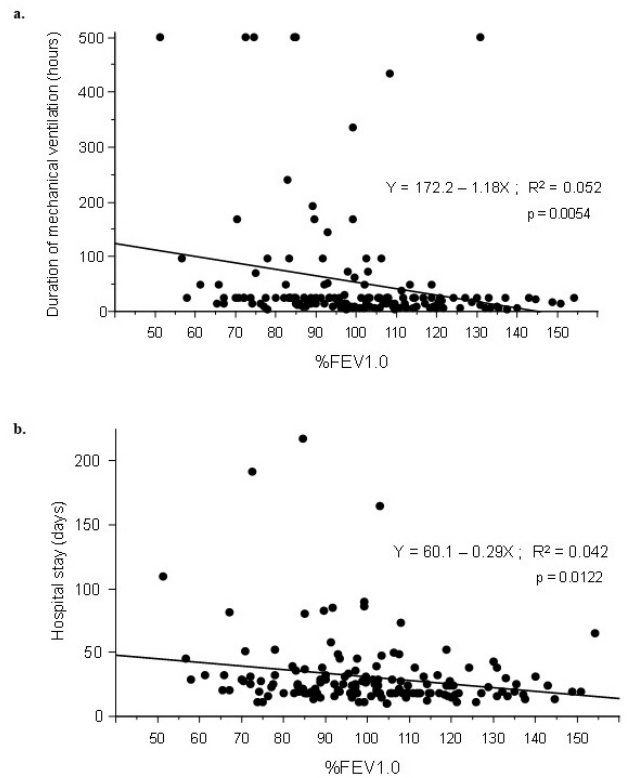 a.
500
400
300
200
100
0
Duration of mechanical ventilation (hours)
Y = 172.2 – 1.18X ; R² = 0.052
p = 0.0054
50 60 70 80 90 100 110 120 130 140 150
%FEV1.0
b.
200
150
100
50
0
Hospital stay (days)
Y = 60.1 – 0.29X ; R² = 0.042
p = 0.0122
50 60 70 80 90 100 110 120 130 140 150
%FEV1.0